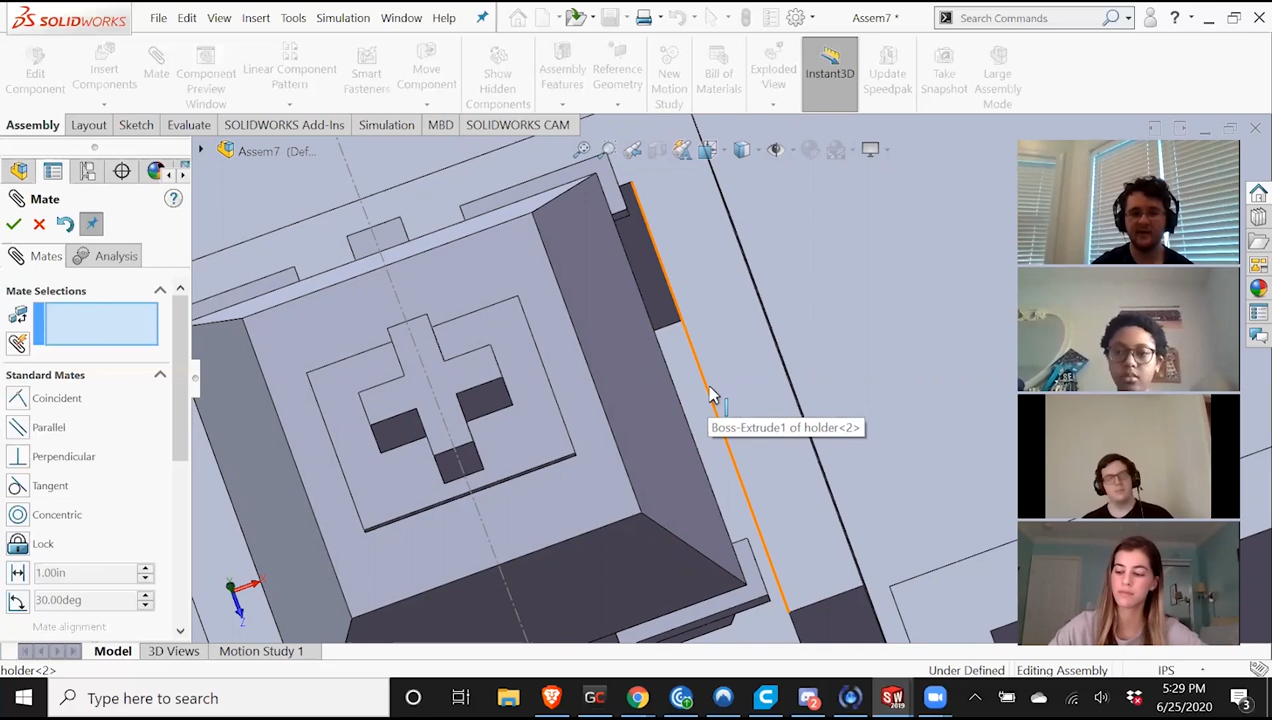 SOLIDWORKS
File Edit View Insert Tools Simulation Window Help
Assem7 *
Search Commands
Edit Component
Insert Components
Mate
Component Preview Window
Linear Component Pattern
Smart Fasteners
Move Component
Show Hidden Components
Assembly Features
Reference Geometry
New Motion Study
Bill of Materials
Exploded View
Instant3D
Update Speedpak
Take Snapshot
Large Assembly Mode
Assembly Layout Sketch Evaluate SOLIDWORKS Add-Ins Simulation MBD SOLIDWORKS CAM
Assem7 (Def...
Mate
Mates Analysis
Mate Selections
Standard Mates
Coincident
Parallel
Perpendicular
Tangent
Concentric
Lock
1.00in
30.00deg
Mate alignment
Boss-Extrude1 of holder<2>
Model 3D Views Motion Study 1
holder<2>
Under Defined Editing Assembly IPS
Type here to search
GC
SW
2019
2
5:29 PM
6/25/2020
3